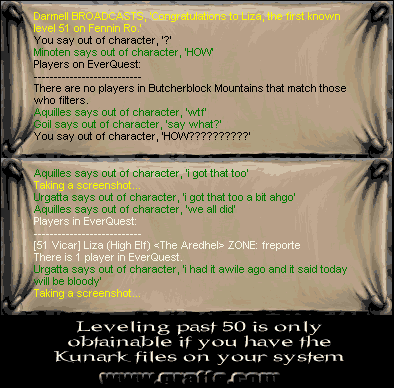 Darnell BROADCASTS, 'Congratulations to Liza, the first known
level 51 on Fennin Ro.'
You say out of character, '?'
Minoten says out of character, 'HOW'
Players on EverQuest:
---------------------------
There are no players in Butcherblock Mountains that match those
who filters.
Aquilles says out of character, 'wtf'
Goil says out of character, 'say what?'
You say out of character, 'HOW??????????'
Aquilles says out of character, 'i got that too'
Taking a screenshot...
Urgatta says out of character, 'i got that too a bit ahgo'
Aquilles says out of character, 'we all did'
Players in EverQuest:
---------------------------
[51 Vicar] Liza (High Elf) <The Aredhel> ZONE: freporte
There is 1 player in EverQuest.
Urgatta says out of character, 'i had it awile ago and it said today
will be bloody'
Taking a screenshot...
Leveling past 50 is only
obtainable if you have the
Kunark files on your system